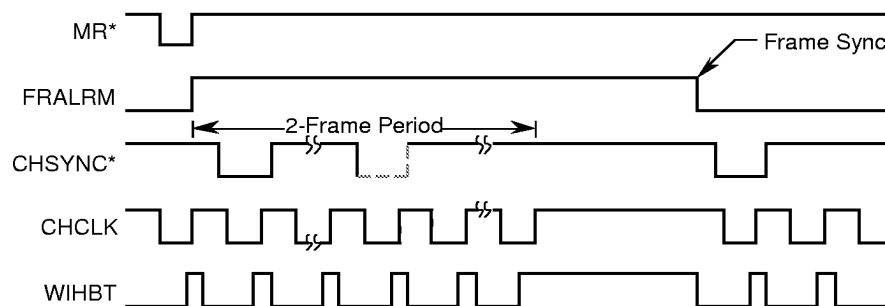 MR*
Frame Sync
FRALRM
2-Frame Period
CHSYNC*
CHCLK
WIHBT